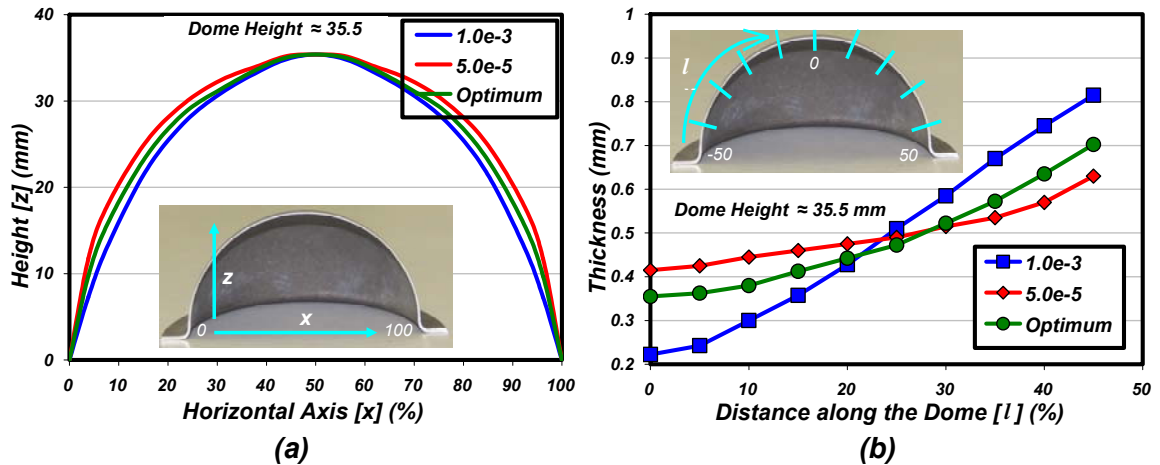 Dome Height ≈ 35.5
1.0e-3
5.0e-5
Optimum
40
30
20
10
0
Height [z] (mm)
z
x
0
100
0 10 20 30 40 50 60 70 80 90 100
Horizontal Axis [x] (%)
(a)
1
0.9
0.8
0.7
0.6
0.5
0.4
0.3
0.2
Thickness (mm)
l
0
-50
50
Dome Height ≈ 35.5 mm
1.0e-3
5.0e-5
Optimum
0 10 20 30 40 50
Distance along the Dome [l] (%)
(b)